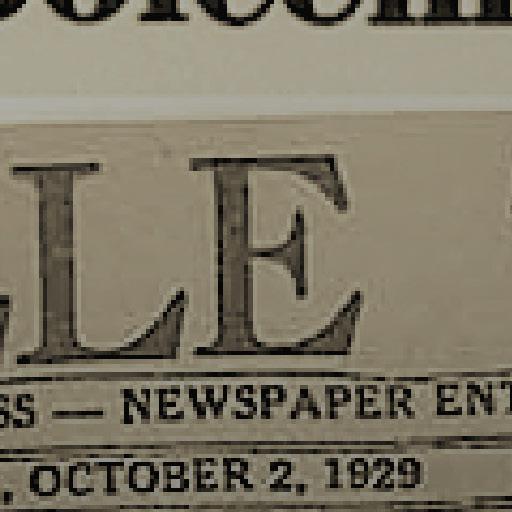 LE
SS — NEWSPAPER ENT
, OCTOBER 2, 1929